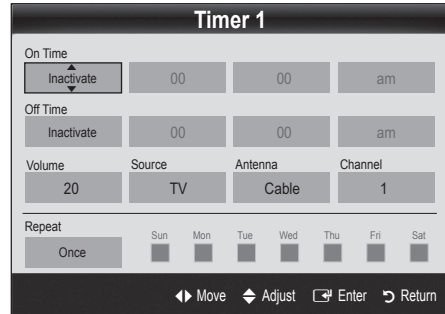 Timer 1
On Time
Inactivate 00 00 am
Off Time
Inactivate 00 00 am
Volume Source Antenna Channel
20 TV Cable 1
Repeat Sun Mon Tue Wed Thu Fri Sat
Once
Move Adjust Enter Return